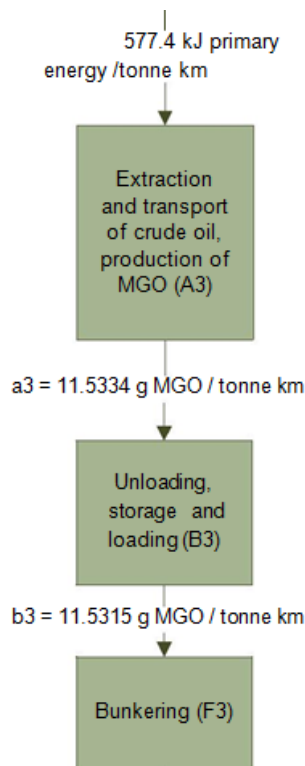 577.4 kJ primary
energy /tonne km
Extraction
and transport
of crude oil,
production of
MGO (A3)
a3 = 11.5334 g MGO / tonne km
Unloading,
storage and
loading (B3)
b3 = 11.5315 g MGO / tonne km
Bunkering (F3)